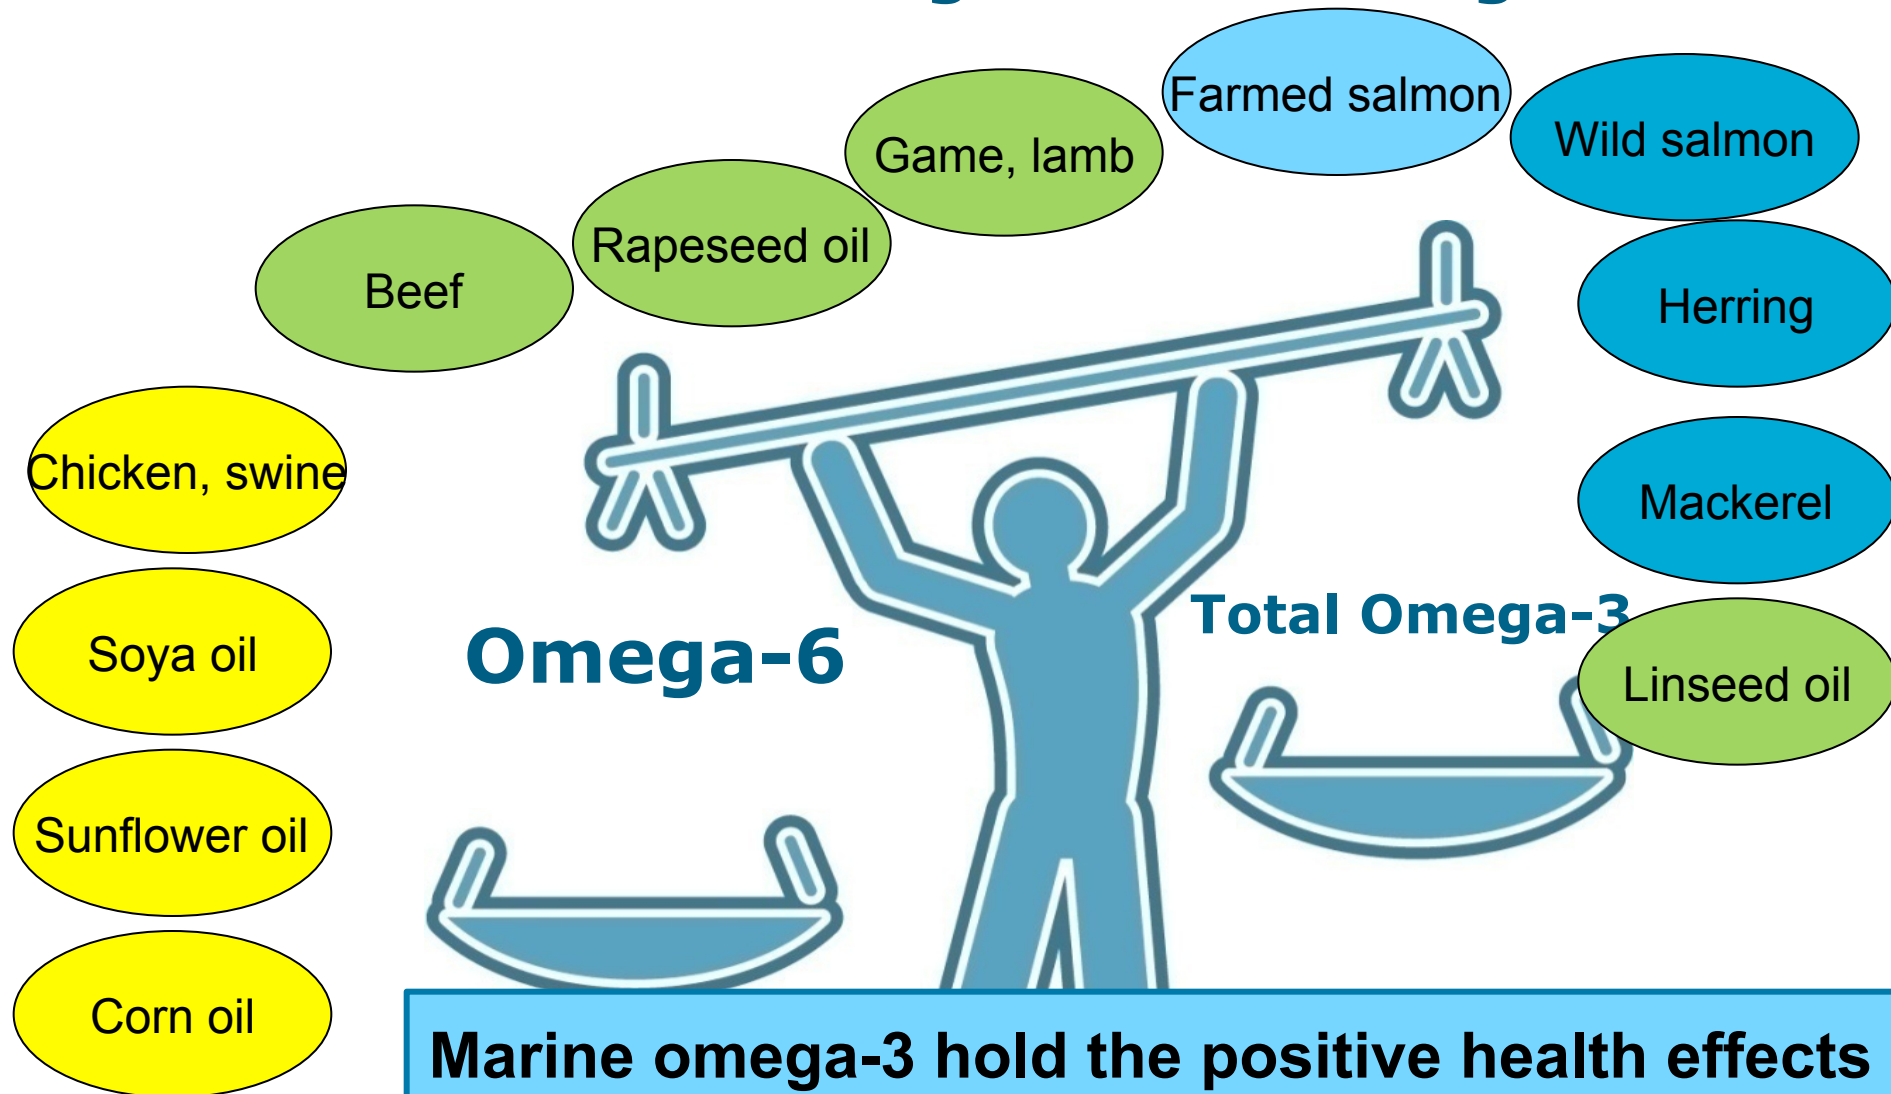 Farmed salmon
Wild salmon
Game, lamb
Rapeseed oil
Beef
Herring
Chicken, swine
Mackerel
Total Omega-3
Omega-6
Soya oil
Linseed oil
Sunflower oil
Corn oil
Marine omega-3 hold the positive health effects